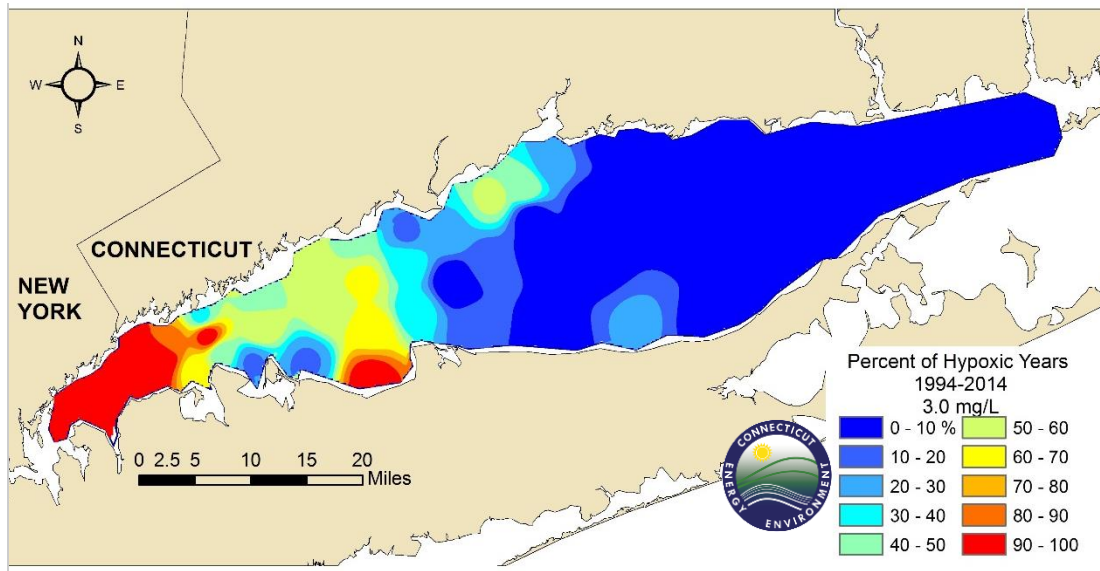 N
W E
S
CONNECTICUT
NEW
YORK
0 2.5 5 10 15 20
Miles
CONNECTICUT
ENERGY
ENVIRONMENT
Percent of Hypoxic Years
1994-2014
3.0 mg/L
0 - 10 % 50 - 60
10 - 20 60 - 70
20 - 30 70 - 80
30 - 40 80 - 90
40 - 50 90 - 100